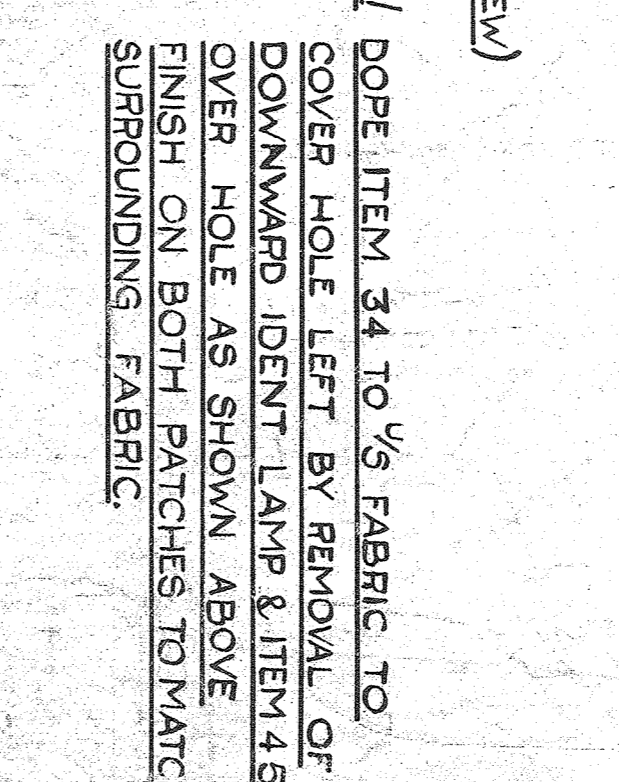 EW)
DOPE ITEM 34 TO U/S FABRIC TO
COVER HOLE LEFT BY REMOVAL OF
DOWNWARD IDENT LAMP & ITEM 45
OVER HOLE AS SHOWN ABOVE
FINISH ON BOTH PATCHES TO MATC
SURROUNDING FABRIC.